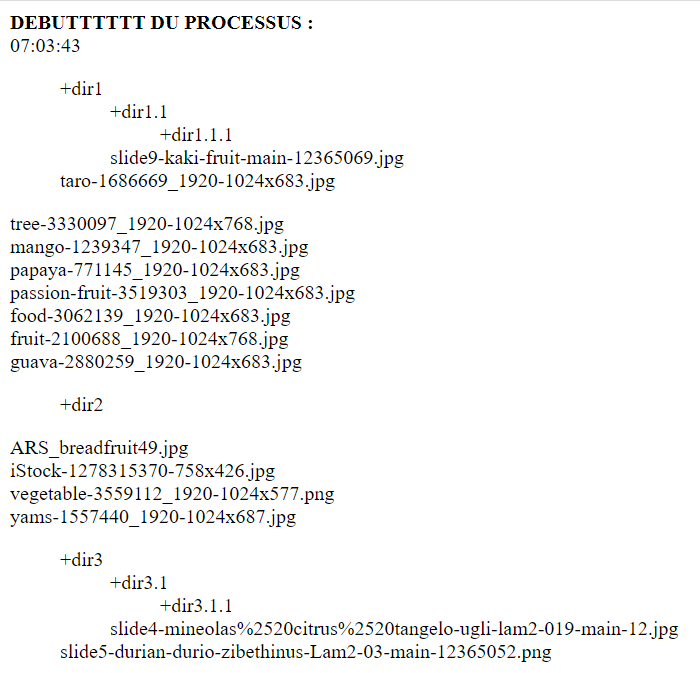 DEBUTTTTTT DU PROCESSUS :
07:03:43
+dir1
+dir1.1
+dir1.1.1
slide9-kaki-fruit-main-12365069.jpg
taro-1686669_1920-1024x683.jpg
tree-3330097_1920-1024x768.jpg
mango-1239347_1920-1024x683.jpg
papaya-771145_1920-1024x683.jpg
passion-fruit-3519303_1920-1024x683.jpg
food-3062139_1920-1024x683.jpg
fruit-2100688_1920-1024x768.jpg
guava-2880259_1920-1024x683.jpg
+dir2
ARS_breadfruit49.jpg
iStock-1278315370-758x426.jpg
vegetable-3559112_1920-1024x577.png
yams-1557440_1920-1024x687.jpg
+dir3
+dir3.1
+dir3.1.1
slide4-mineolas%2520citrus%2520tangelo-ugli-lam2-019-main-12.jpg
slide5-durian-durio-zibethinus-Lam2-03-main-12365052.png